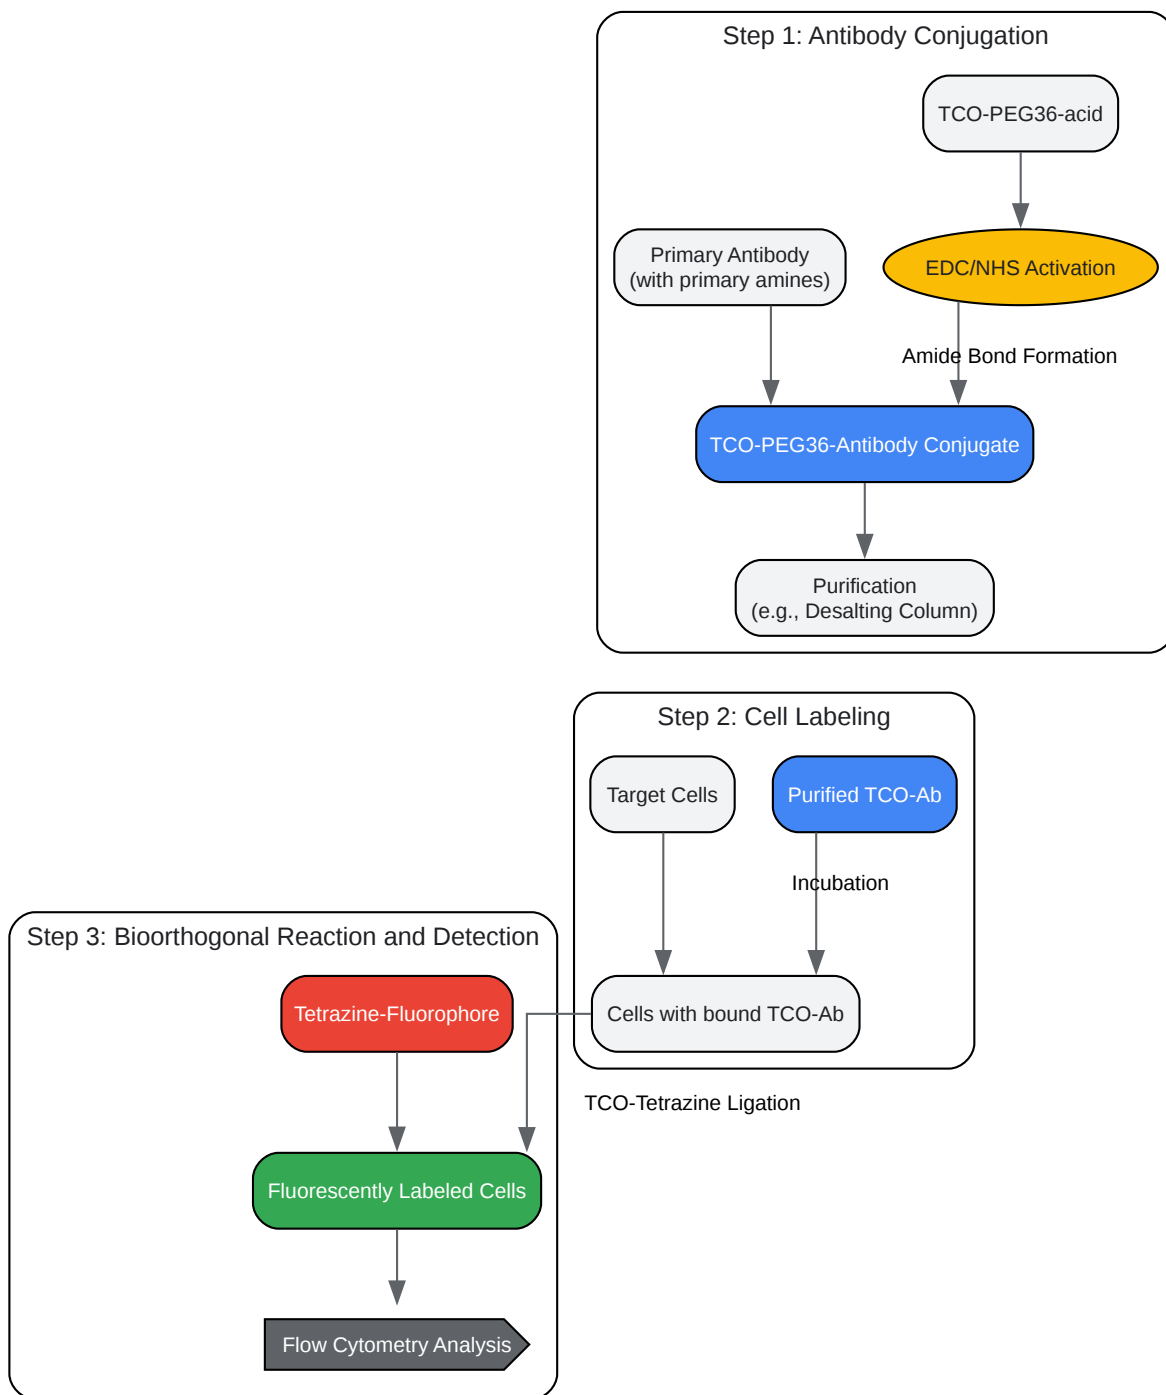 Step 1: Antibody Conjugation
TCO-PEG36-acid
Primary Antibody
(with primary amines)
EDC/NHS Activation
Amide Bond Formation
TCO-PEG36-Antibody Conjugate
Purification
(e.g., Desalting Column)
Step 2: Cell Labeling
Target Cells
Purified TCO-Ab
Incubation
Cells with bound TCO-Ab
Step 3: Bioorthogonal Reaction and Detection
Tetrazine-Fluorophore
TCO-Tetrazine Ligation
Fluorescently Labeled Cells
Flow Cytometry Analysis